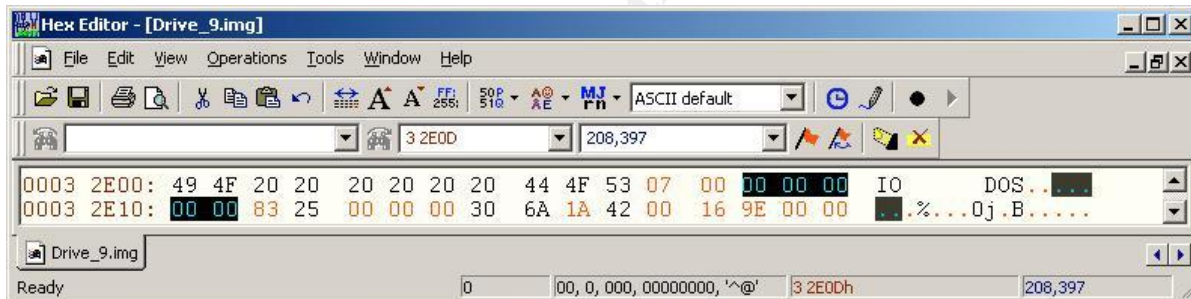 Hex Editor - [Drive_9.img]
File Edit View Operations Tools Window Help
ASCII default
3 2E0D 208,397
0003 2E00: 49 4F 20 20 20 20 20 20 44 4F 53 07 00 00 00 00 IO DOS.....
0003 2E10: 00 00 83 25 00 00 00 30 6A 1A 42 00 16 9E 00 00 ...%...0j.B.....
Drive_9.img
Ready 0 00, 0, 000, 00000000, '^@' 3 2E0Dh 208,397